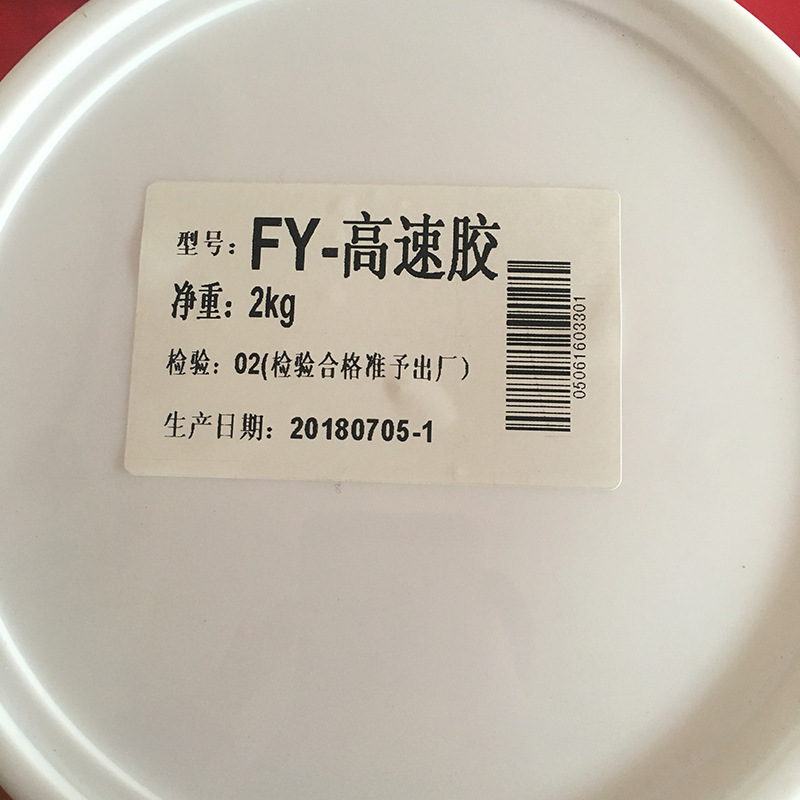 型号：FY-高速胶
净重：2kg
检验：02(检验合格准予出厂）
生产日期：20180705-1
05061603301